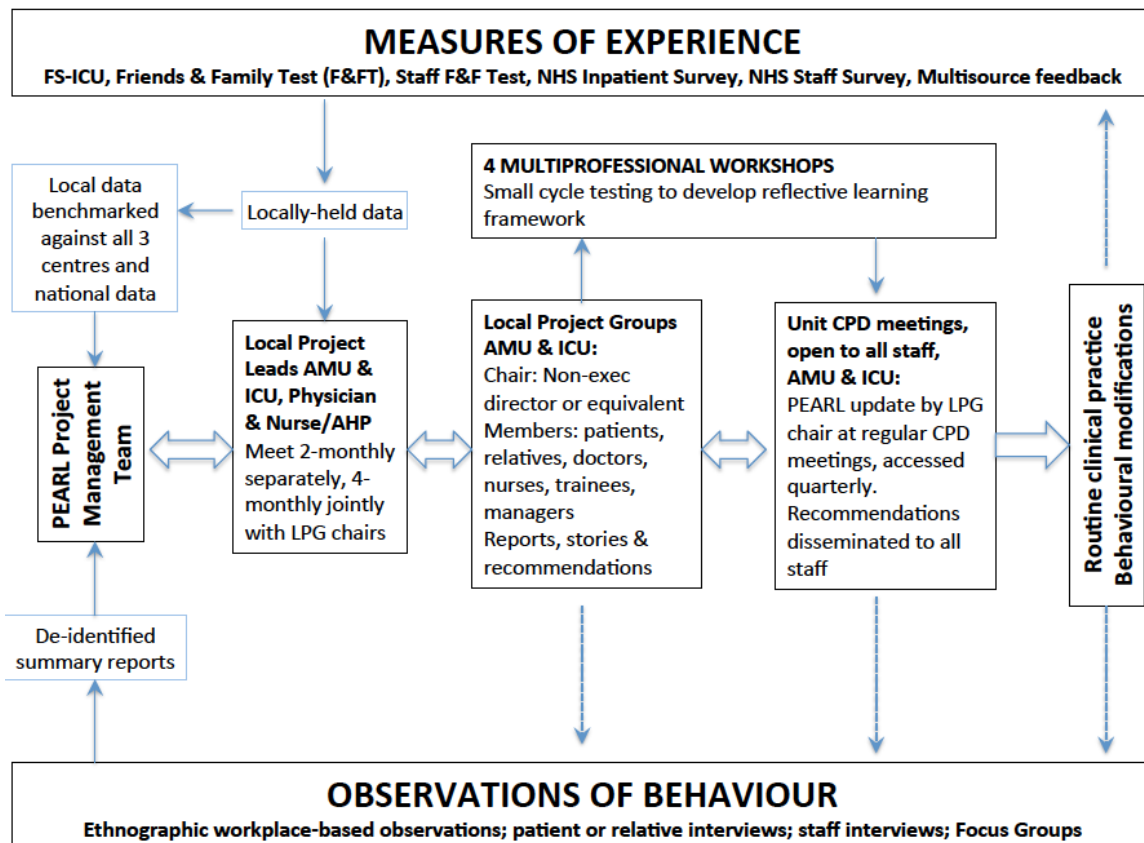 MEASURES OF EXPERIENCE
FS-ICU, Friends & Family Test (F&FT), Staff F&F Test, NHS Inpatient Survey, NHS Staff Survey, Multisource feedback
Local data
benchmarked
against all 3
centres and
national data
Locally-held data
4 MULTIPROFESSIONAL WORKSHOPS
Small cycle testing to develop reflective learning
framework
PEARL Project
Management
Team
Local Project
Leads AMU &
ICU, Physician
& Nurse/AHP
Meet 2-monthly
separately, 4-
monthly jointly
with LPG chairs
Local Project Groups
AMU & ICU:
Chair: Non-exec
director or equivalent
Members: patients,
relatives, doctors,
nurses, trainees,
managers
Reports, stories &
recommendations
Unit CPD meetings,
open to all staff,
AMU & ICU:
PEARL update by LPG
chair at regular CPD
meetings, accessed
quarterly.
Recommendations
disseminated to all
staff
Routine clinical practice
Behavioural modifications
De-identified
summary reports
OBSERVATIONS OF BEHAVIOUR
Ethnographic workplace-based observations; patient or relative interviews; staff interviews; Focus Groups